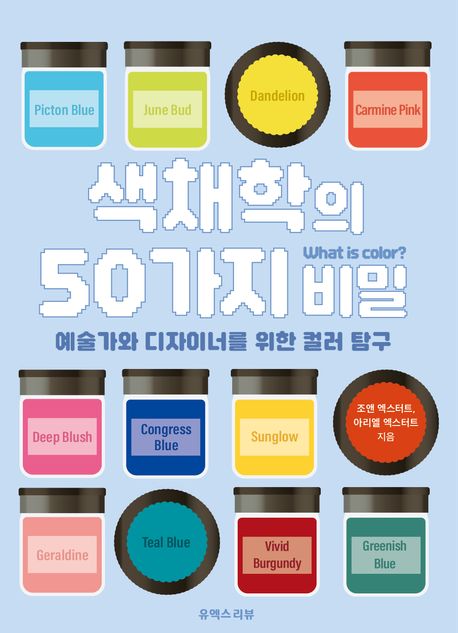 Picton Blue
June Bud
Dandelion
Carmine Pink
색채학의
What is color?
50가지 비밀
예술가와 디자이너를 위한 컬러 탐구
Deep Blush
Congress
Blue
Sunglow
조앤 엑스터트,
아리엘 엑스터트
지음
Geraldine
Teal Blue
Vivid
Burgundy
Greenish
Blue
유엑스리뷰